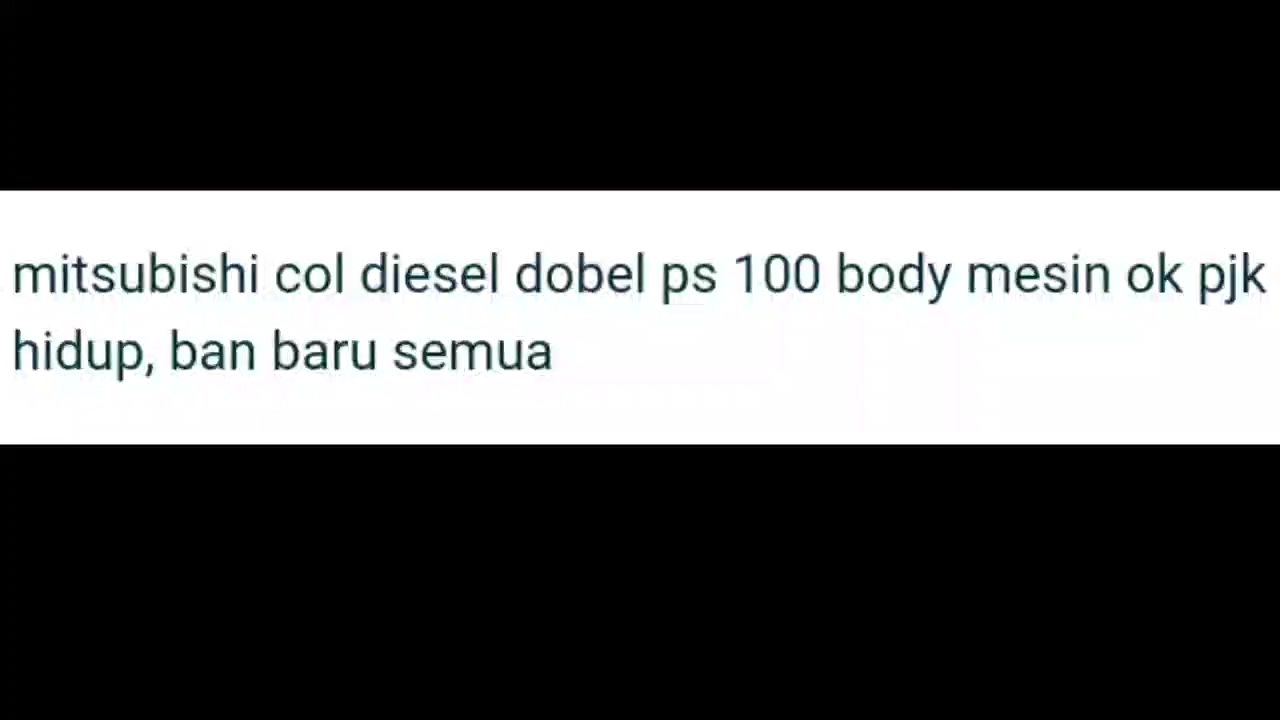 mitsubishi col diesel dobel ps 100 body mesin ok pjk
hidup, ban baru semua